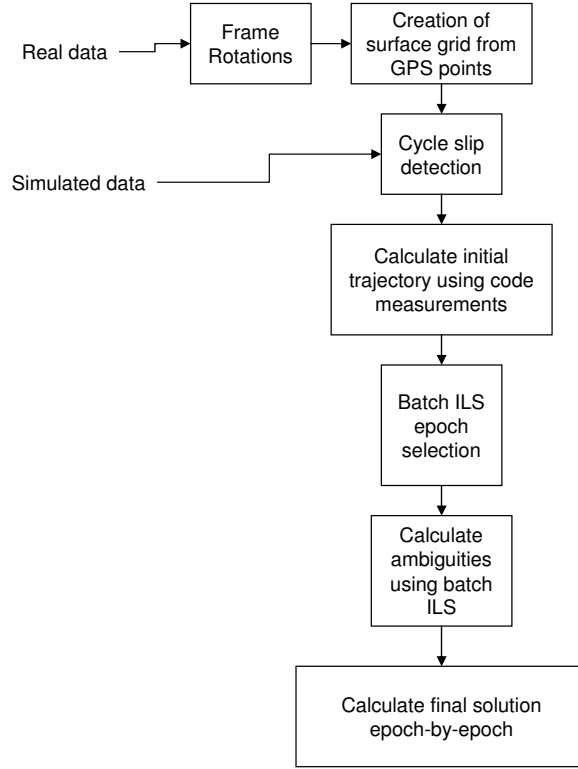 Real data
Frame
Rotations
Creation of
surface grid from
GPS points
Simulated data
Cycle slip
detection
Calculate initial
trajectory using code
measurements
Batch ILS
epoch
selection
Calculate
ambiguities
using batch
ILS
Calculate final solution
epoch-by-epoch